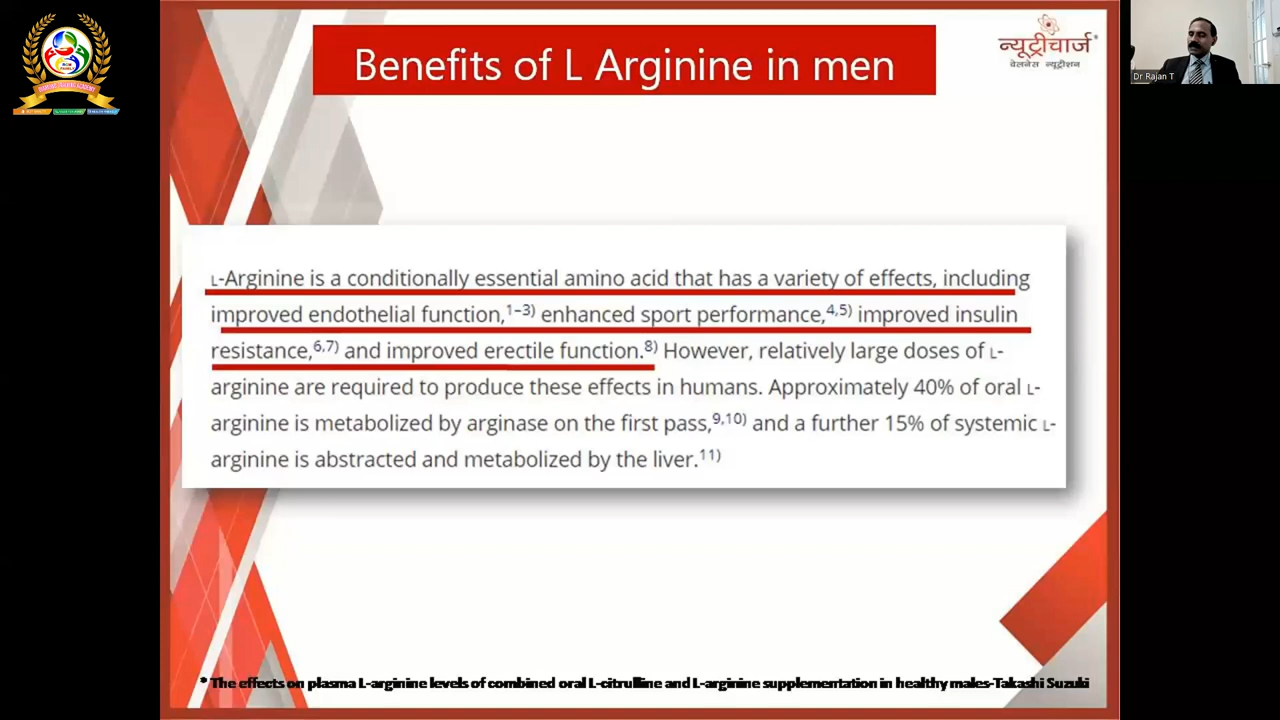 Benefits of L Arginine in men
न्यूट्रीचार्ज®
वेलनेस न्यूट्रीशन
Dr Rajan T
L-Arginine is a conditionally essential amino acid that has a variety of effects, including
improved endothelial function,1–3) enhanced sport performance,4,5) improved insulin
resistance,6,7) and improved erectile function.8) However, relatively large doses of L-
arginine are required to produce these effects in humans. Approximately 40% of oral L-
arginine is metabolized by arginase on the first pass,9,10) and a further 15% of systemic L-
arginine is abstracted and metabolized by the liver.11)
* The effects on plasma L-arginine levels of combined oral L-citrulline and L-arginine supplementation in healthy males-Takashi Suzuki